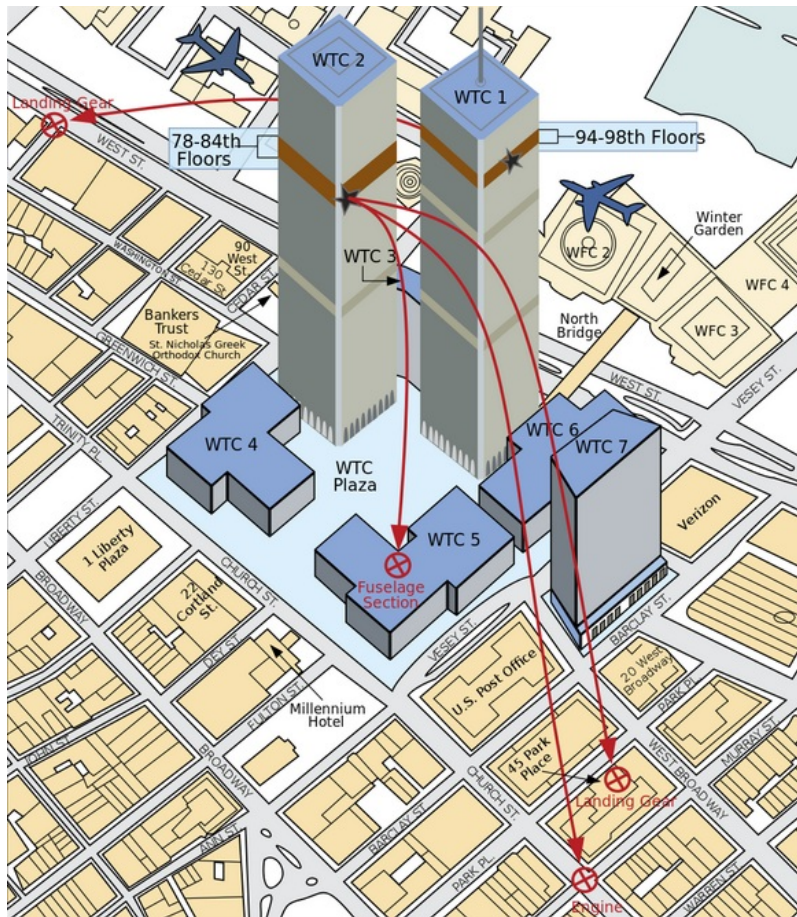 WTC 2
WTC 1
Landing Gear
78-84th
Floors
94-98th Floors
WEST ST.
WASHINGTON ST.
90
West St.
130
Cedar St.
CEDAR ST.
WTC 3
Winter
Garden
WFC 2
WFC 4
WFC 3
Bankers
Trust
St. Nicholas Greek
Orthodox Church
North
Bridge
GREENWICH ST.
WEST ST.
VESEY ST.
TRINITY PL.
WTC 4
WTC 6
WTC 7
WTC
Plaza
Verizon
LIBERTY ST.
1 Liberty
Plaza
WTC 5
Fuselage
Section
BROADWAY
22
Cortland
St.
CHURCH ST.
DEY ST.
VESEY ST.
BARCLAY ST.
U.S. Post Office
20 West
Broadway
PARK PL.
Millennium
Hotel
FULTON ST.
JOHN ST.
BROADWAY
45 Park
Place
MURRAY ST.
WEST BROADWAY
Landing Gear
CHURCH ST.
ANN ST.
BARCLAY ST.
PARK PL.
WARREN ST.
Engine